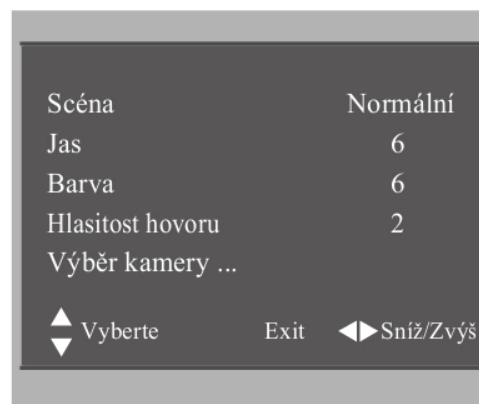 Scéna Normální
Jas 6
Barva 6
Hlasitost hovoru 2
Výběr kamery ...
Vyberte Exit Sníž/Zvýš